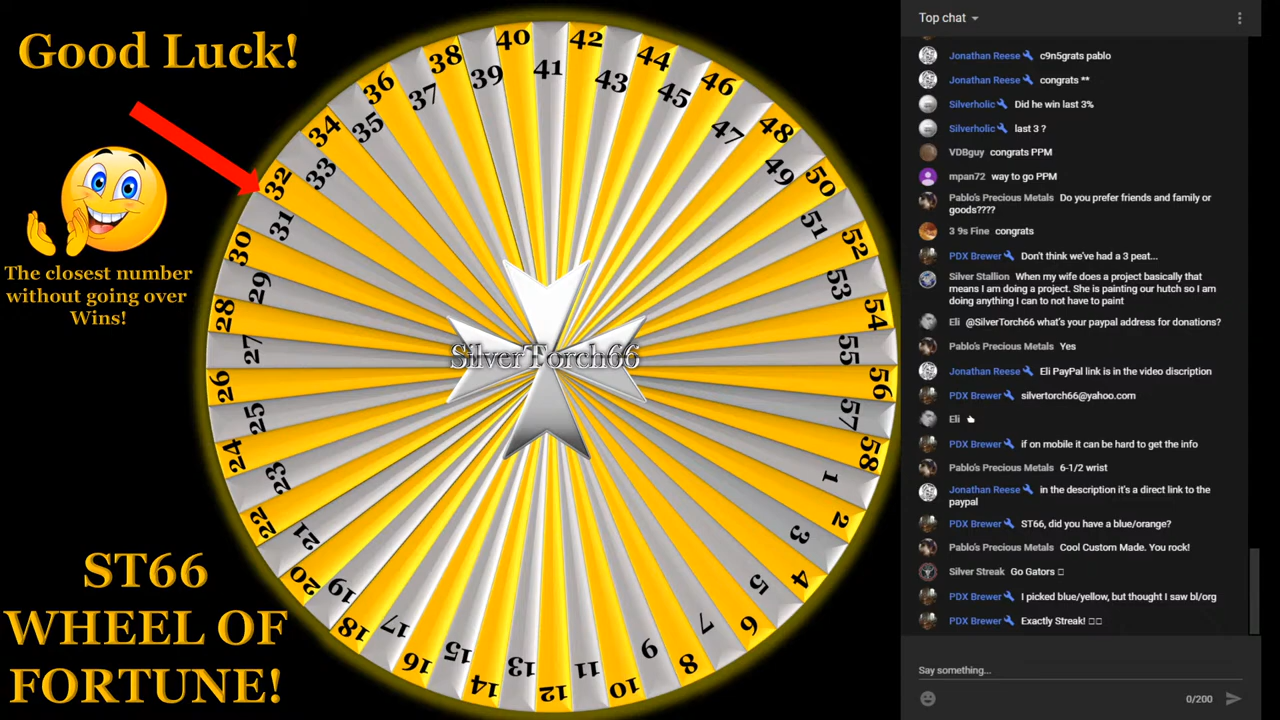 Good Luck!
The closest number
without going over
Wins!
ST66
WHEEL OF
FORTUNE!
SilverTorch66
1
2
3
4
5
6
7
8
9
10
11
12
13
14
15
16
17
18
19
20
21
22
23
24
25
26
27
28
29
30
31
32
33
34
35
36
37
38
39
40
41
42
43
44
45
46
47
48
49
50
51
52
53
54
55
56
57
58
Top chat
Jonathan Reese c9n5grats pablo
Jonathan Reese congrats **
Silverholic Did he win last 3%
Silverholic last 3 ?
VDBguy congrats PPM
mpan72 way to go PPM
Pablo's Precious Metals Do you prefer friends and family or
goods????
3 9s Fine congrats
PDX Brewer Don't think we've had a 3 peat...
Silver Stallion When my wife does a project basically that
means I am doing a project. She is painting our hutch so I am
doing anything I can to not have to paint
Eli @SilverTorch66 what's your paypal address for donations?
Pablo's Precious Metals Yes
Jonathan Reese Eli PayPal link is in the video discription
PDX Brewer silvertorch66@yahoo.com
Eli
PDX Brewer if on mobile it can be hard to get the info
Pablo's Precious Metals 6-1/2 wrist
Jonathan Reese in the description it's a direct link to the
paypal
PDX Brewer ST66, did you have a blue/orange?
Pablo's Precious Metals Cool Custom Made. You rock!
Silver Streak Go Gators
PDX Brewer I picked blue/yellow, but thought I saw bl/org
PDX Brewer Exactly Streak!
Say something...
0/200